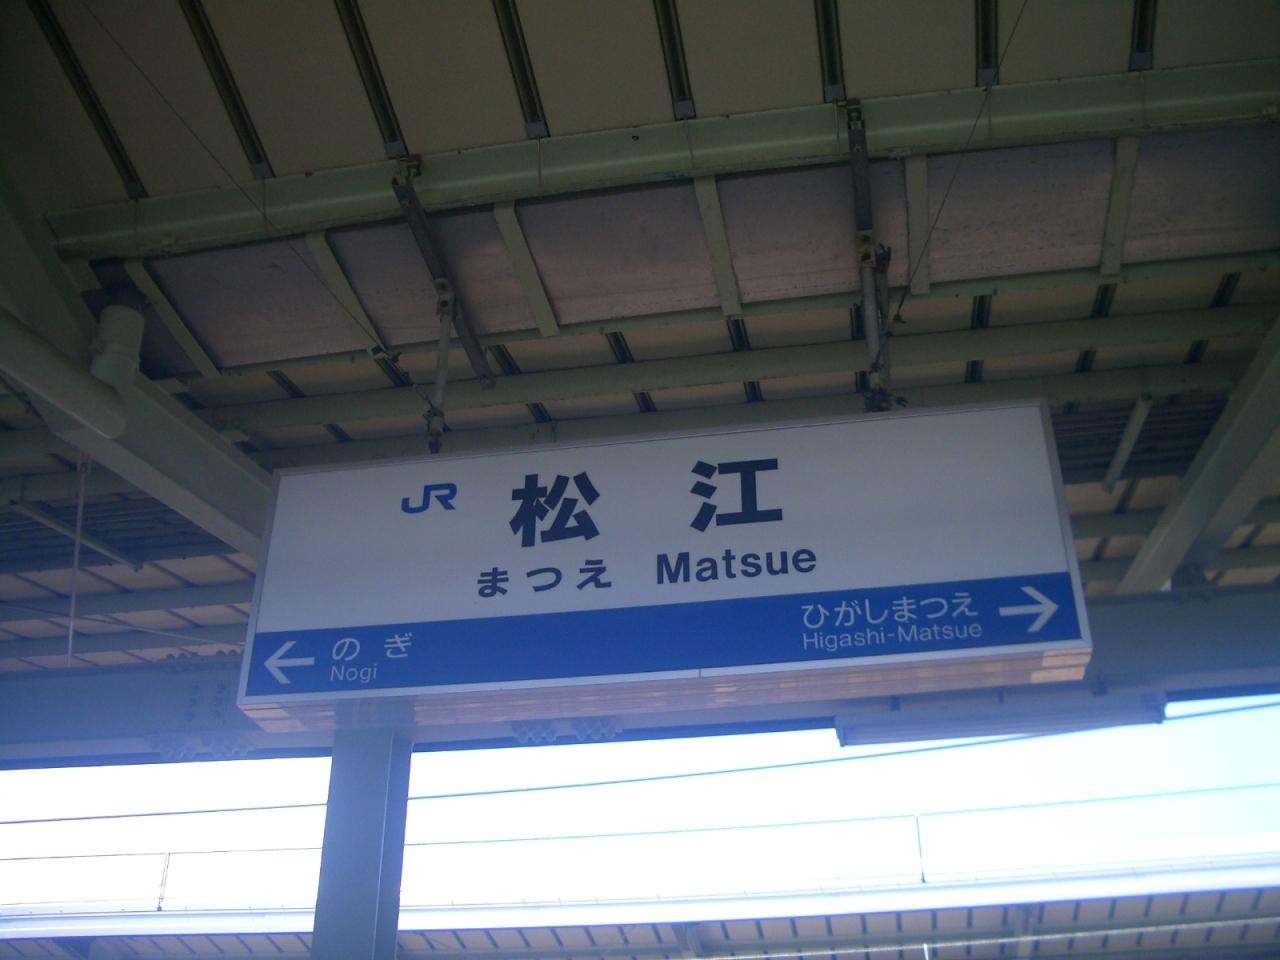 JR 松江
まつえ Matsue
← のぎ
Nogi
ひがしまつえ →
Higashi-Matsue